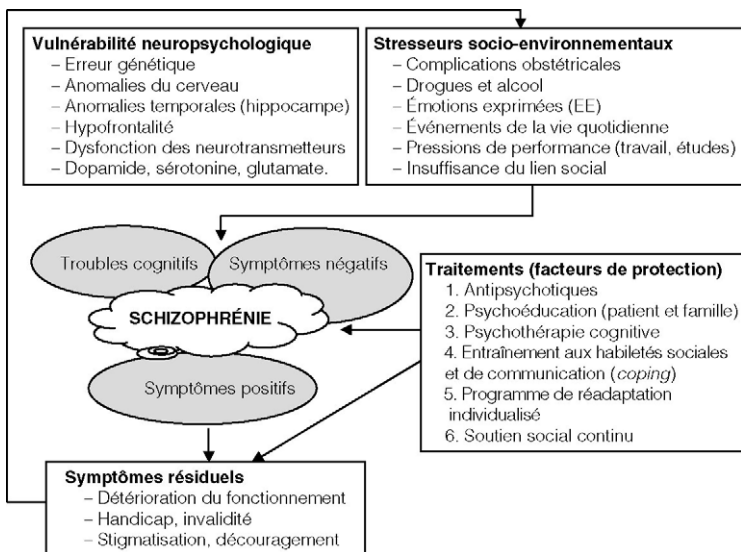 Vulnérabilité neuropsychologique
– Erreur génétique
– Anomalies du cerveau
– Anomalies temporales (hippocampe)
– Hypofrontalité
– Dysfonction des neurotransmetteurs
– Dopamide, sérotonine, glutamate.
Stresseurs socio-environnementaux
– Complications obstétricales
– Drogues et alcool
– Émotions exprimées (EE)
– Événements de la vie quotidienne
– Pressions de performance (travail, études)
– Insuffisance du lien social
Troubles cognitifs
Symptômes négatifs
SCHIZOPHRÉNIE
Symptômes positifs
Traitements (facteurs de protection)
1. Antipsychotiques
2. Psychoéducation (patient et famille)
3. Psychothérapie cognitive
4. Entraînement aux habiletés sociales
et de communication (coping)
5. Programme de réadaptation
individualisé
6. Soutien social continu
Symptômes résiduels
– Détérioration du fonctionnement
– Handicap, invalidité
– Stigmatisation, découragement